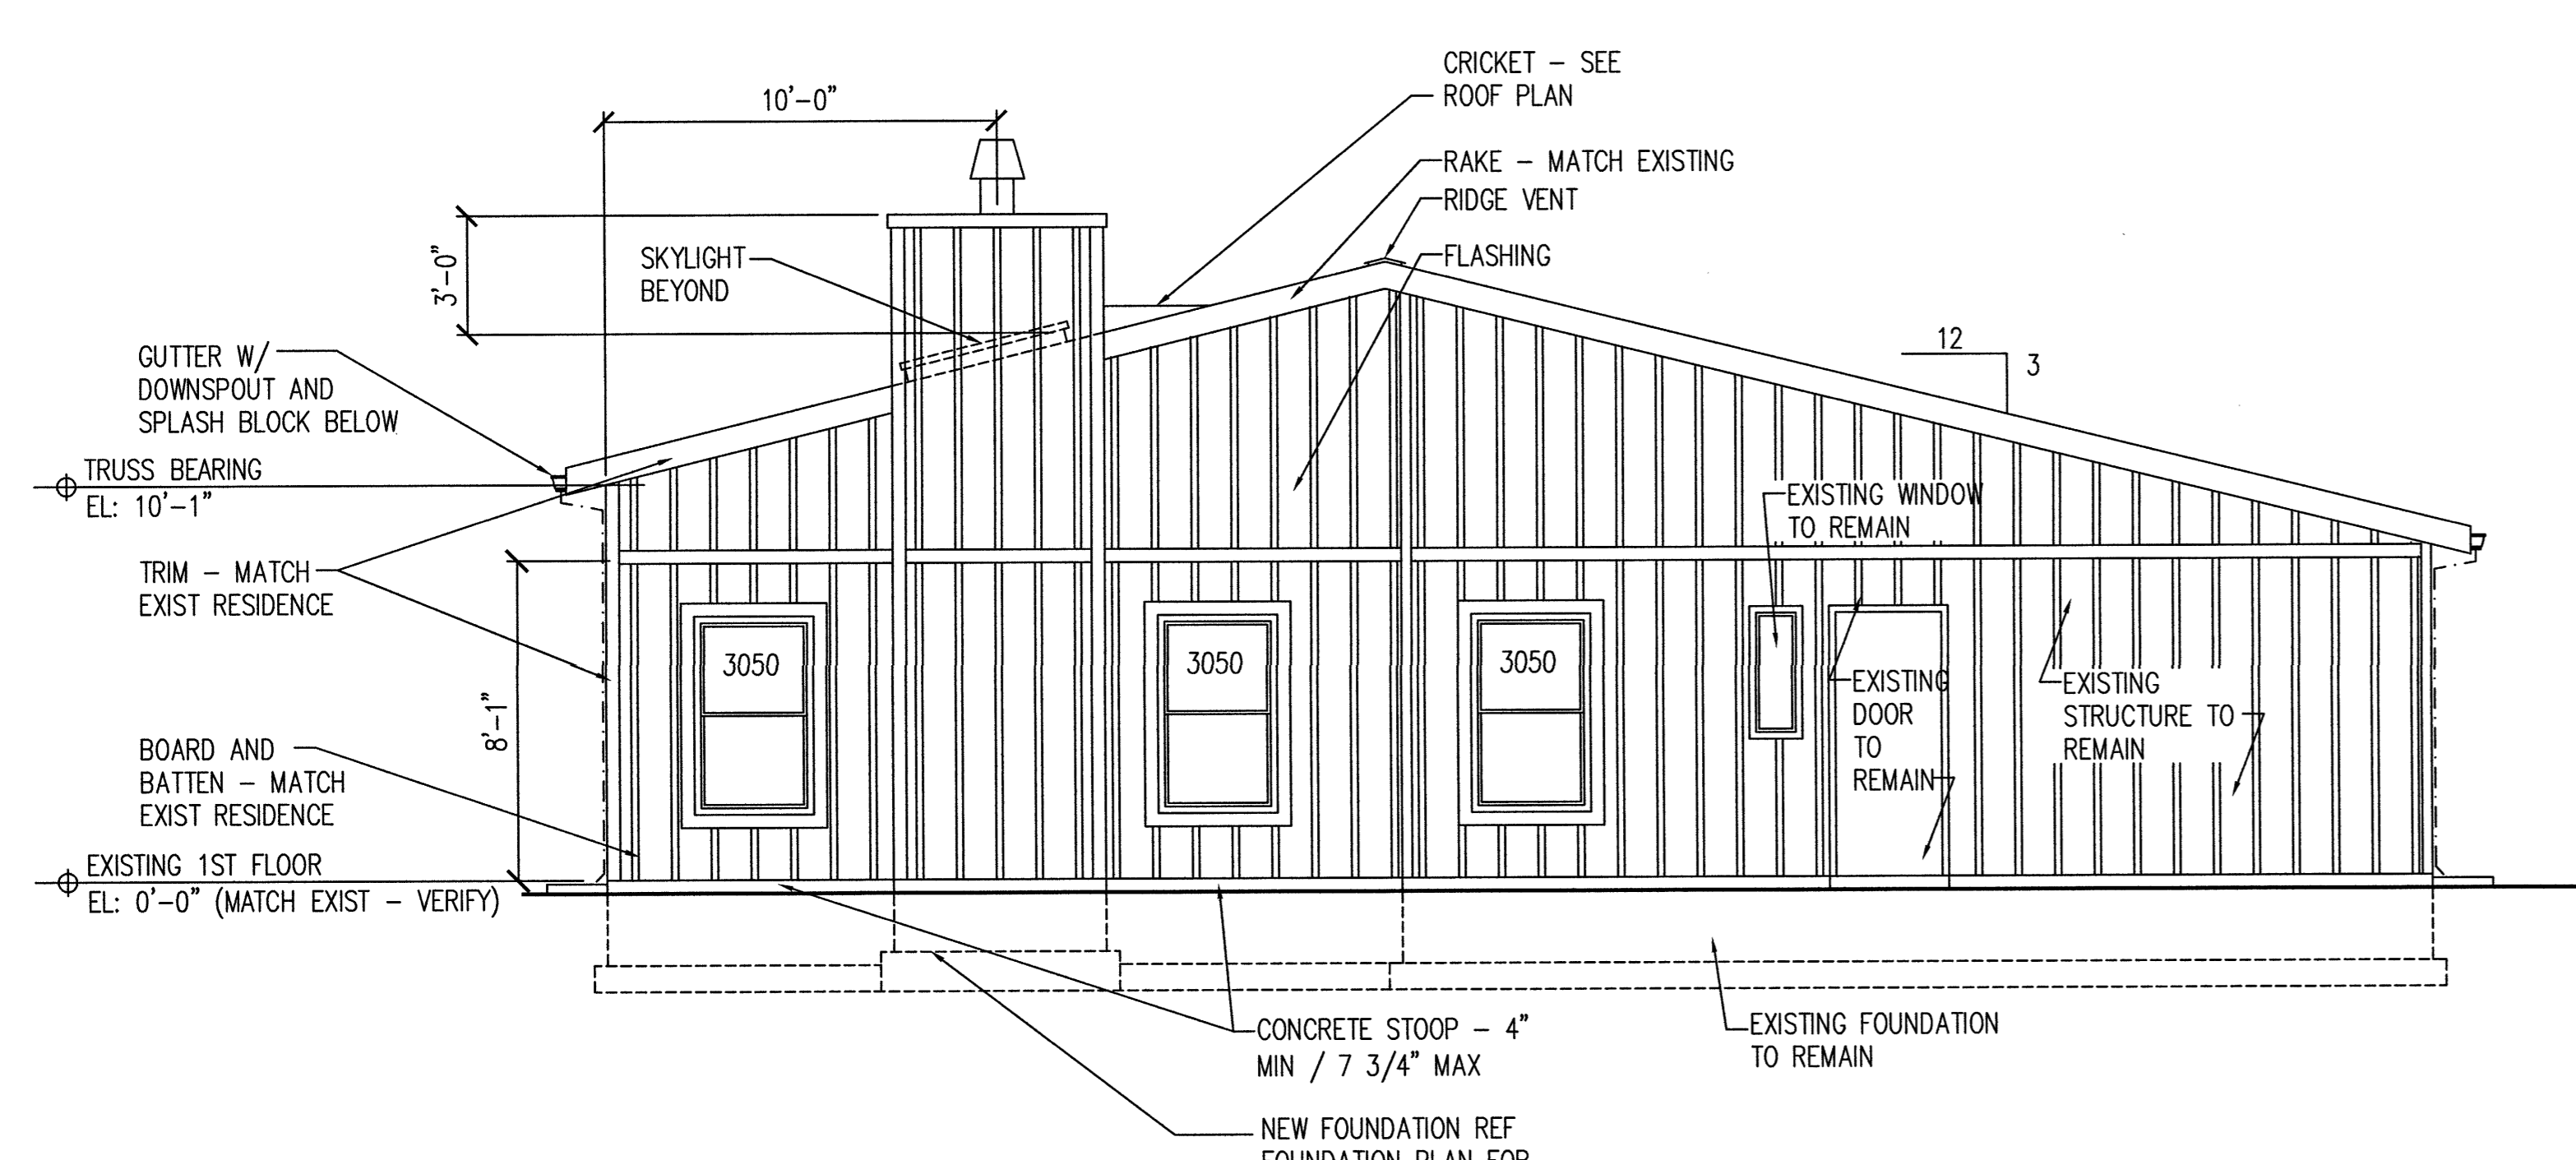 10'-0"
CRICKET – SEE
ROOF PLAN
RAKE – MATCH EXISTING
RIDGE VENT
FLASHING
SKYLIGHT
BEYOND
3'-0"
12
3
GUTTER W/
DOWNSPOUT AND
SPLASH BLOCK BELOW
TRUSS BEARING
EL: 10'-1"
EXISTING WINDOW
TO REMAIN
TRIM – MATCH
EXIST RESIDENCE
8'-1"
3050
3050
3050
EXISTING
DOOR
TO
REMAIN
EXISTING
STRUCTURE TO
REMAIN
BOARD AND
BATTEN – MATCH
EXIST RESIDENCE
EXISTING 1ST FLOOR
EL: 0'-0" (MATCH EXIST – VERIFY)
CONCRETE STOOP – 4"
MIN / 7 3/4" MAX
EXISTING FOUNDATION
TO REMAIN
NEW FOUNDATION REF
FOUNDATION PLAN FOR